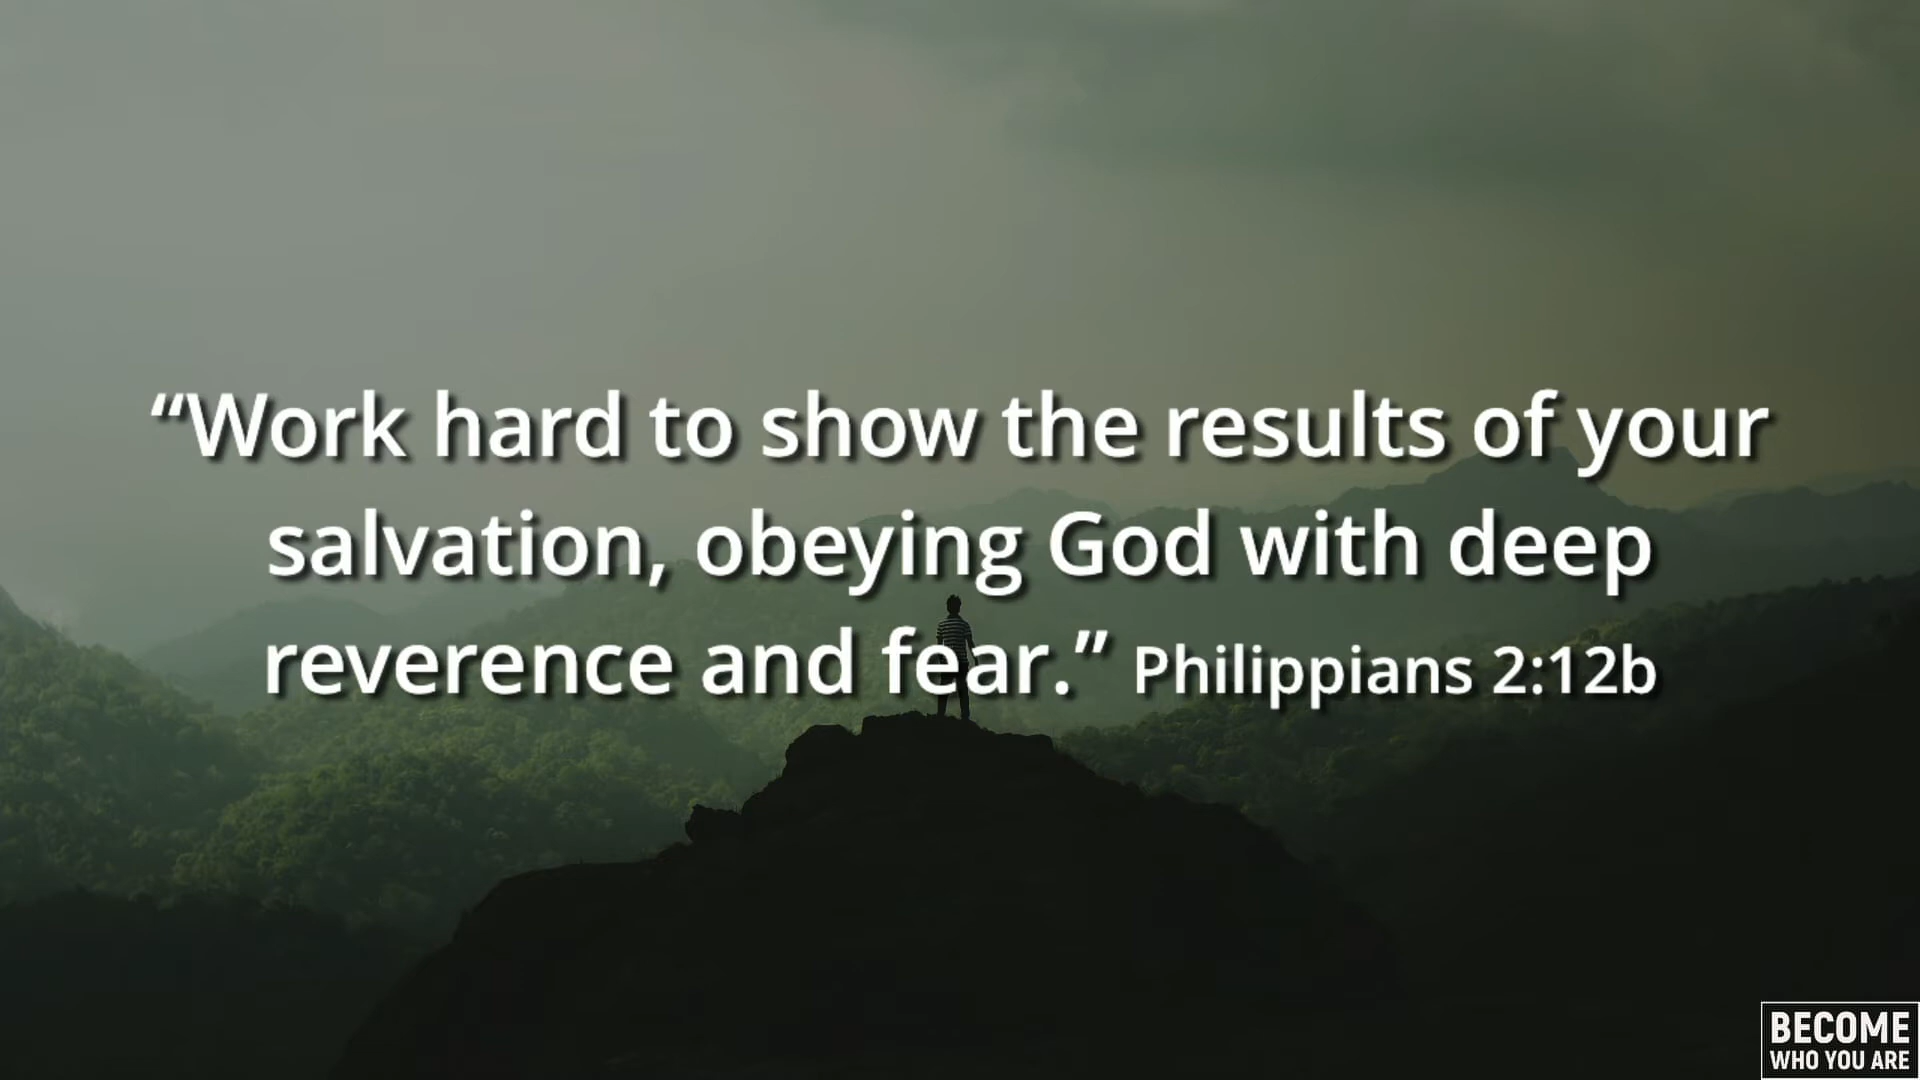 “Work hard to show the results of your
salvation, obeying God with deep
reverence and fear.” Philippians 2:12b
BECOME
WHO YOU ARE